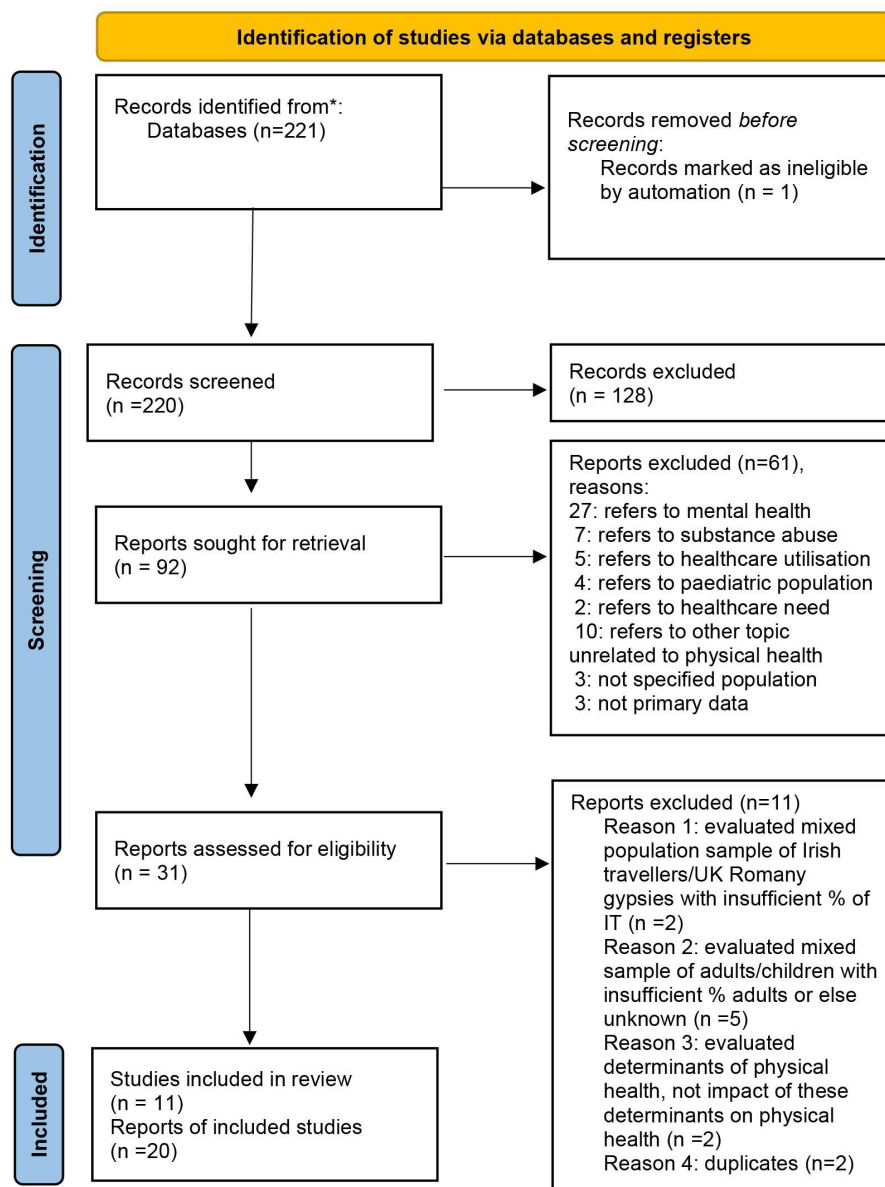 Identification of studies via databases and registers
Identification
Records identified from*:
Databases (n=221)
Records removed before
screening:
Records marked as ineligible
by automation (n = 1)
Screening
Records screened
(n =220)
Records excluded
(n = 128)
Reports sought for retrieval
(n = 92)
Reports excluded (n=61),
reasons:
27: refers to mental health
7: refers to substance abuse
5: refers to healthcare utilisation
4: refers to paediatric population
2: refers to healthcare need
10: refers to other topic
unrelated to physical health
3: not specified population
3: not primary data
Reports assessed for eligibility
(n = 31)
Reports excluded (n=11)
Reason 1: evaluated mixed
population sample of Irish
travellers/UK Romany
gypsies with insufficient % of
IT (n =2)
Reason 2: evaluated mixed
sample of adults/children with
insufficient % adults or else
unknown (n =5)
Reason 3: evaluated
determinants of physical
health, not impact of these
determinants on physical
health (n =2)
Reason 4: duplicates (n=2)
Included
Studies included in review
(n = 11)
Reports of included studies
(n =20)